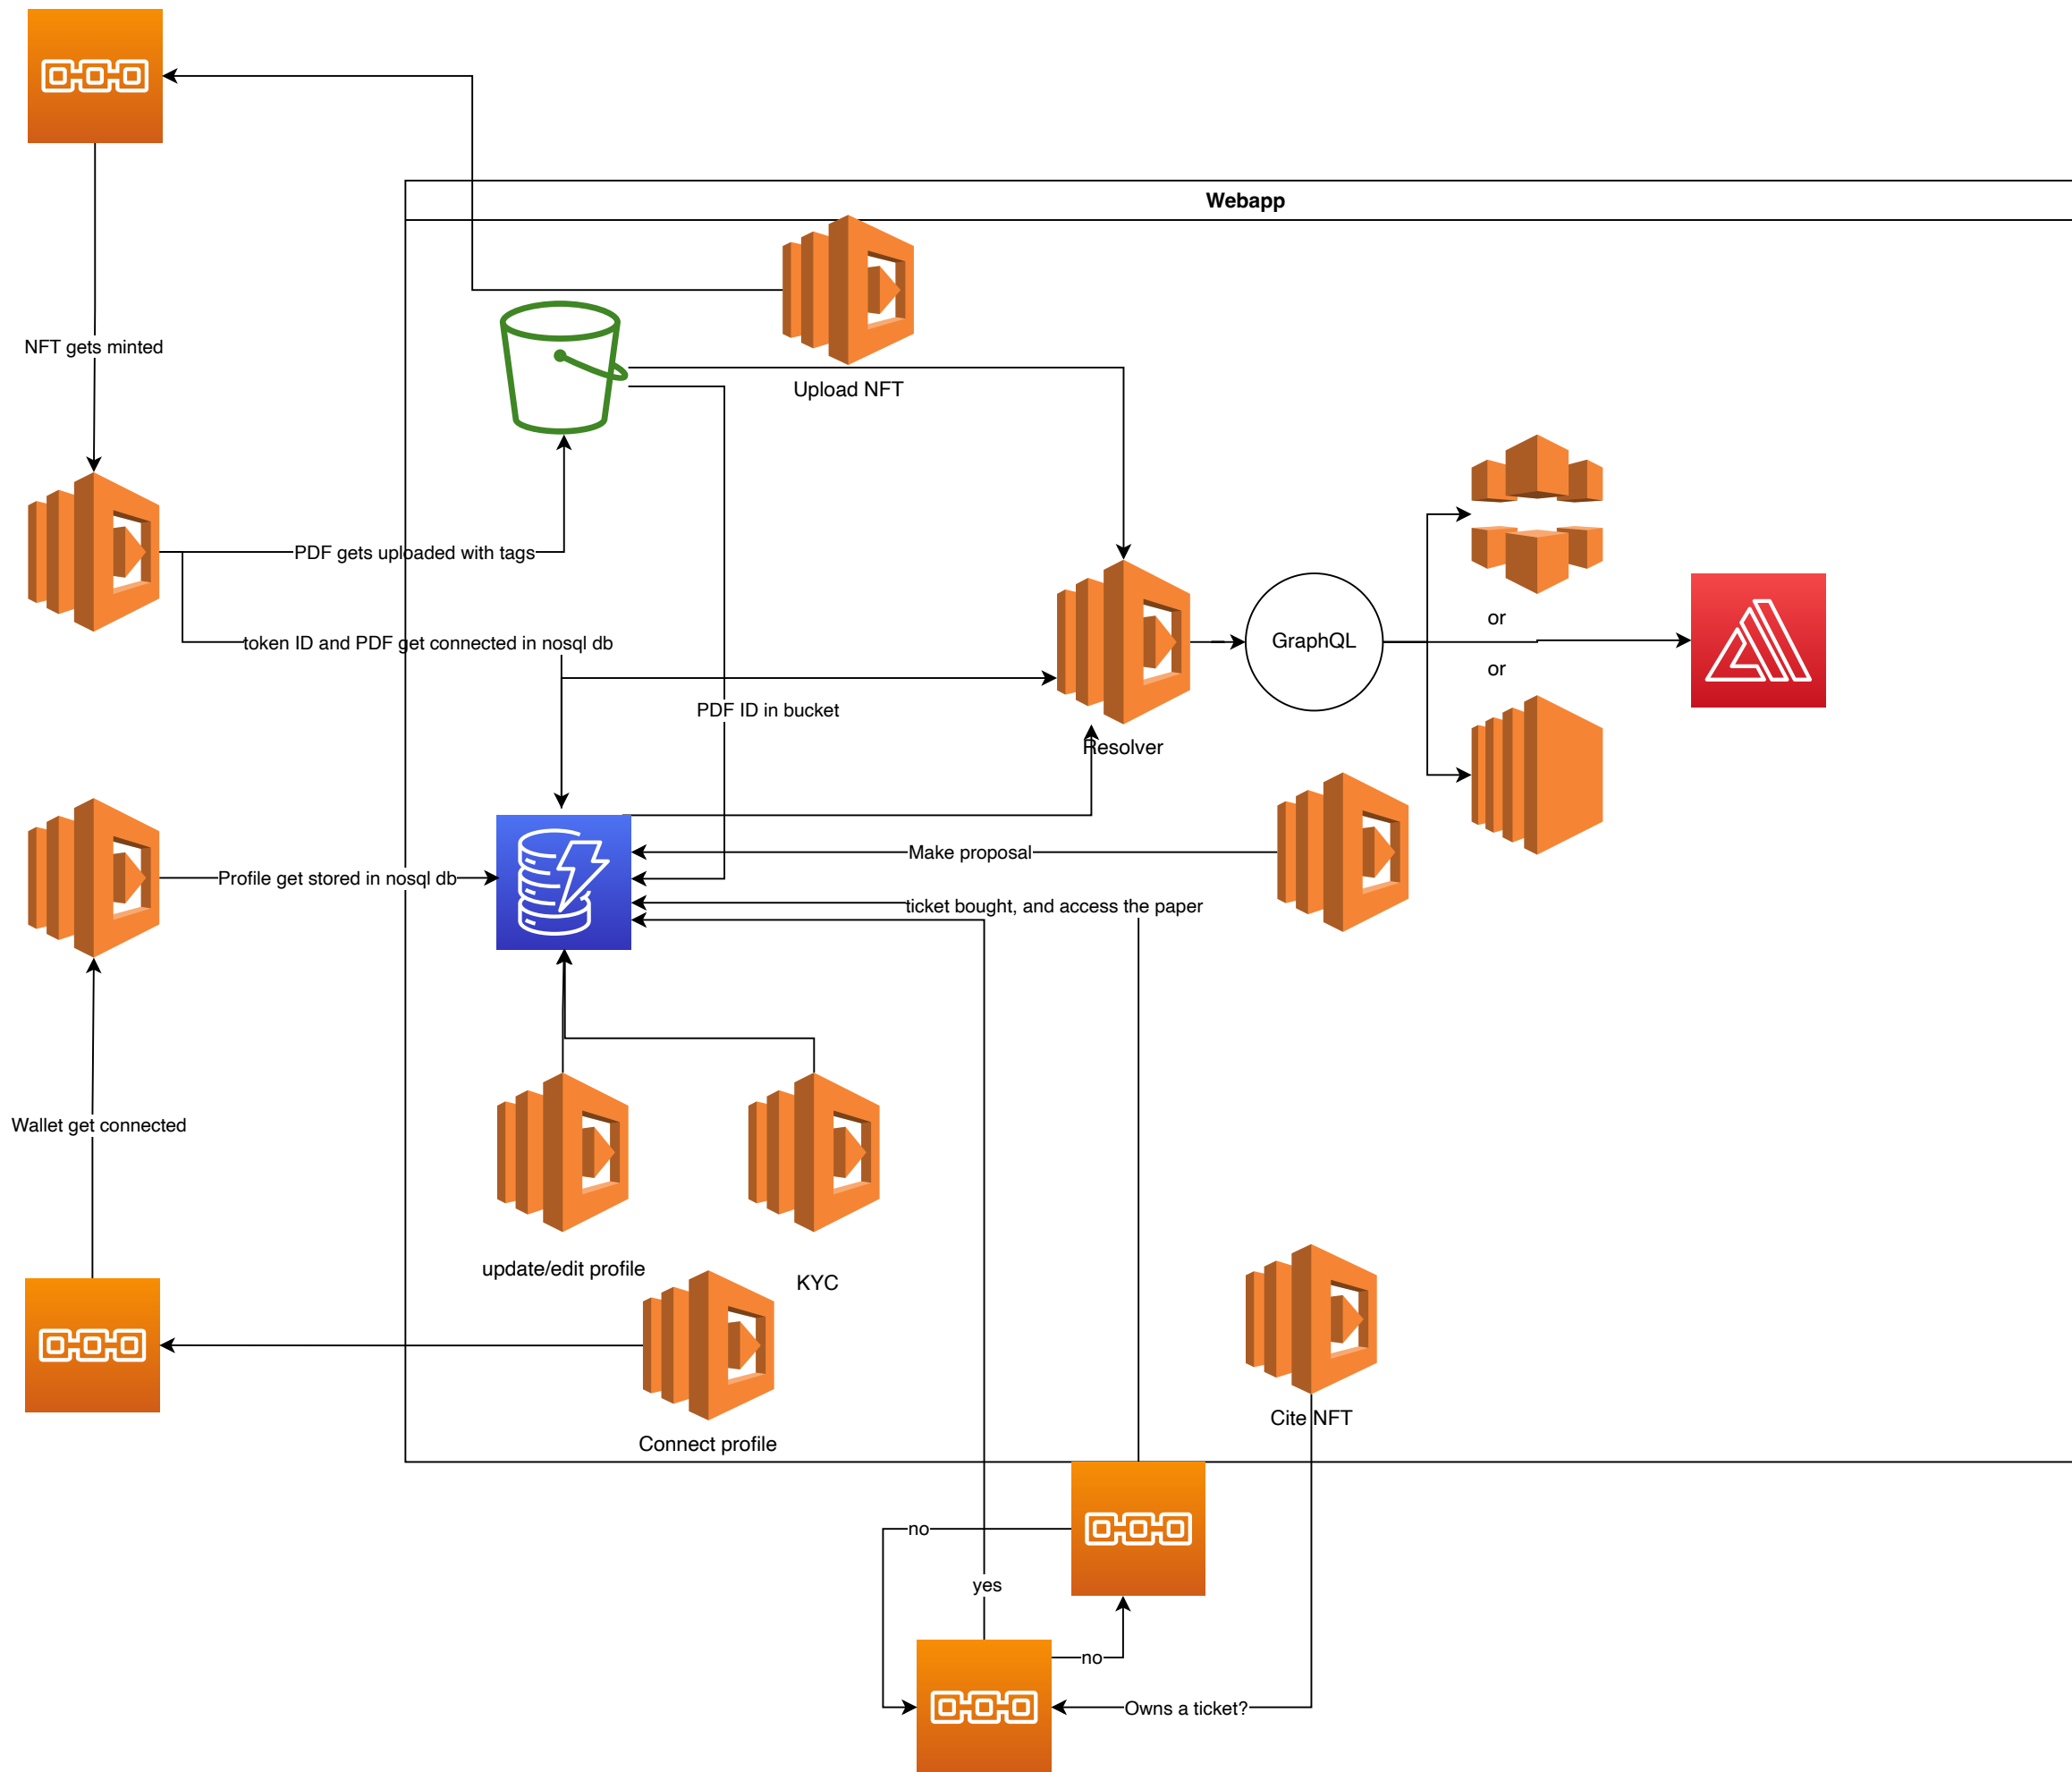 Webapp
NFT gets minted
Upload NFT
PDF gets uploaded with tags
or
token ID and PDF get connected in nosql db
GraphQL
or
PDF ID in bucket
Resolver
Make proposal
Profile get stored in nosql db
ticket bought, and access the paper
Wallet get connected
update/edit profile
KYC
Cite NFT
Connect profile
no
yes
no
Owns a ticket?